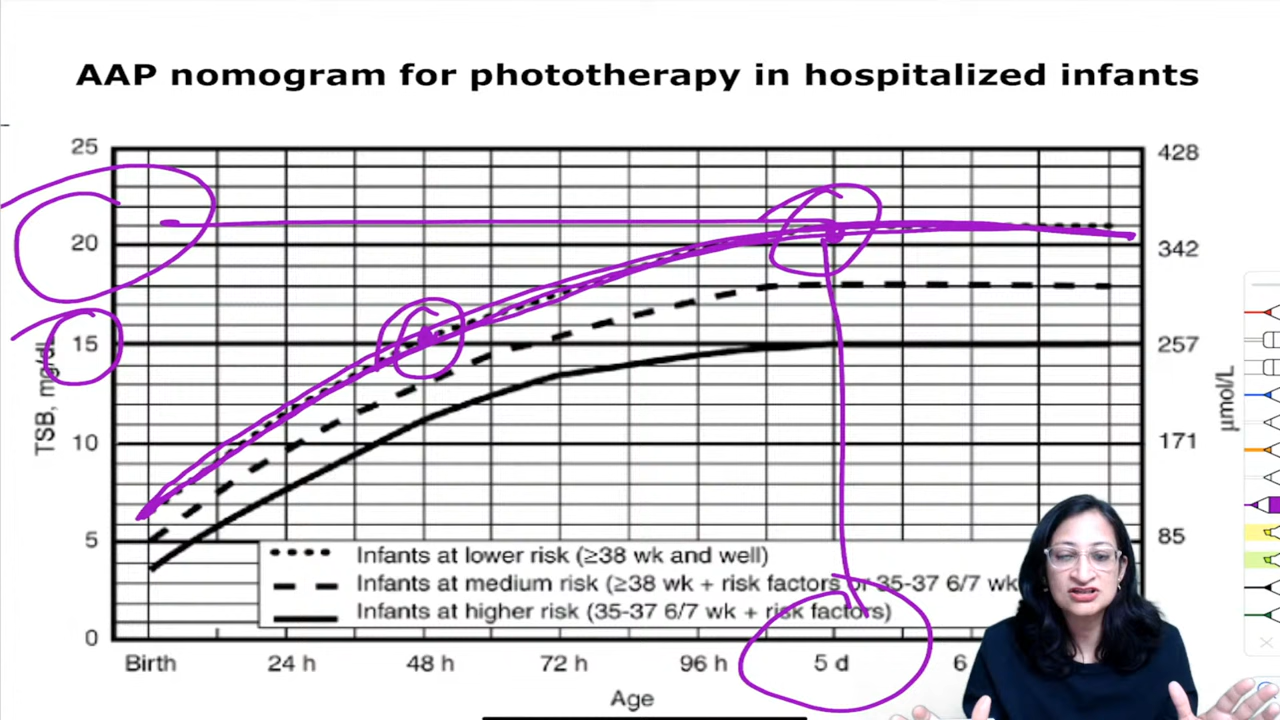 AAP nomogram for phototherapy in hospitalized infants
25
20
15
10
5
0
TSB, mg/dl
428
342
257
171
85
µmol/L
Infants at lower risk (≥38 wk and well)
Infants at medium risk (≥38 wk + risk factors or 35-37 6/7 wk
Infants at higher risk (35-37 6/7 wk + risk factors)
Birth 24 h 48 h 72 h 96 h 5 d 6
Age